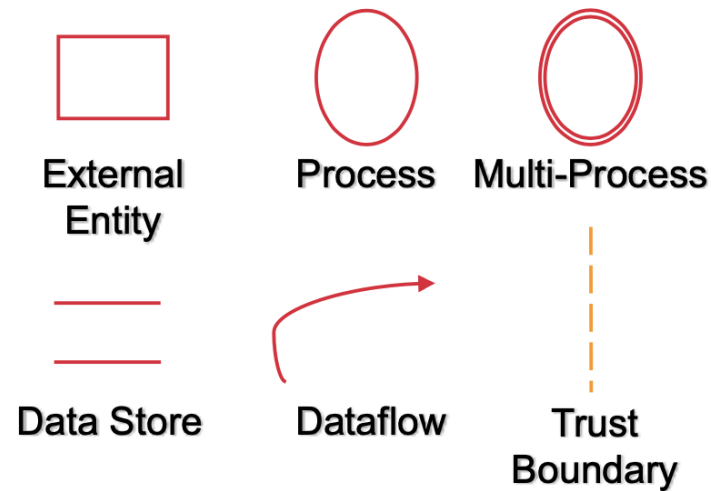 External
Entity
Process
Multi-Process
Data Store
Dataflow
Trust
Boundary